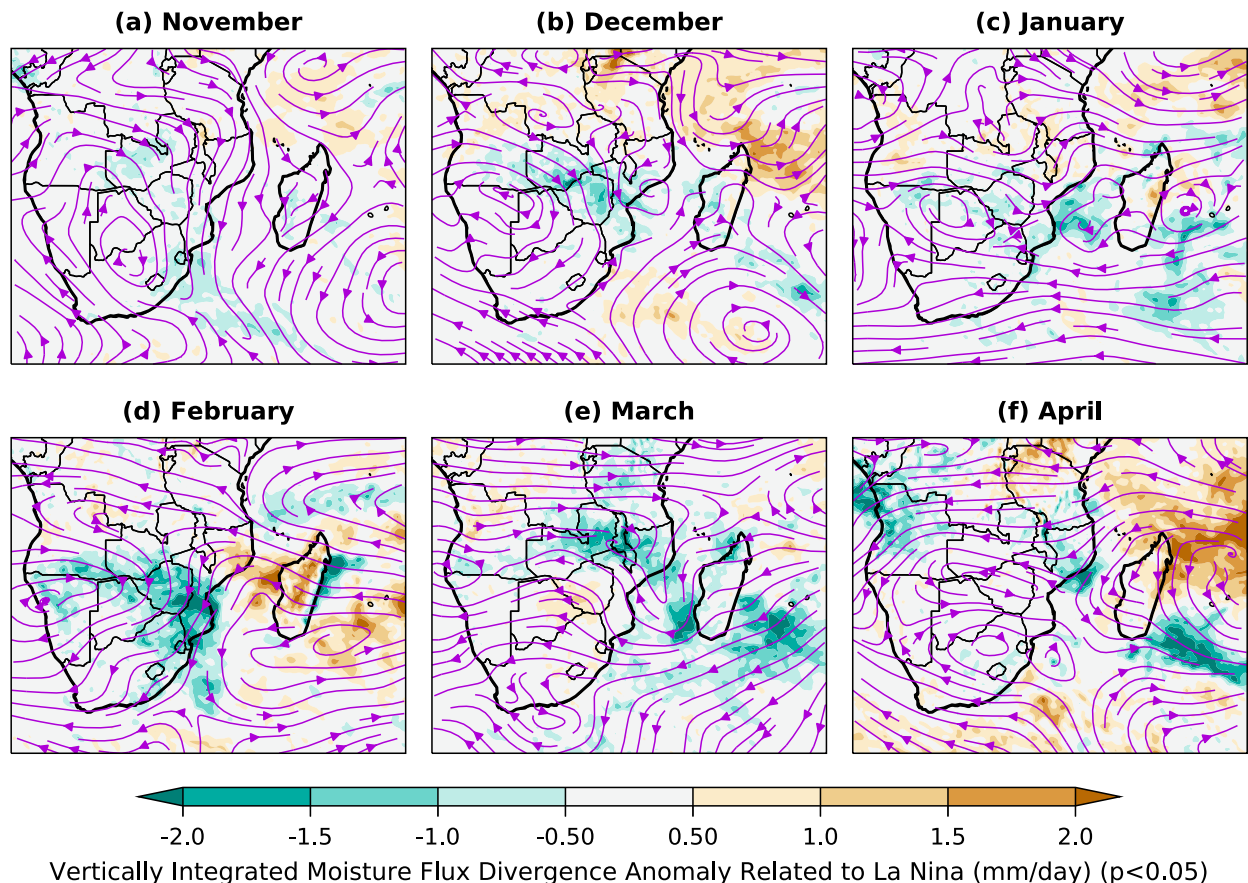 (a) November
(b) December
(c) January
(d) February
(e) March
(f) April
-2.0 -1.5 -1.0 -0.50 0.50 1.0 1.5 2.0
Vertically Integrated Moisture Flux Divergence Anomaly Related to La Nina (mm/day) (p<0.05)